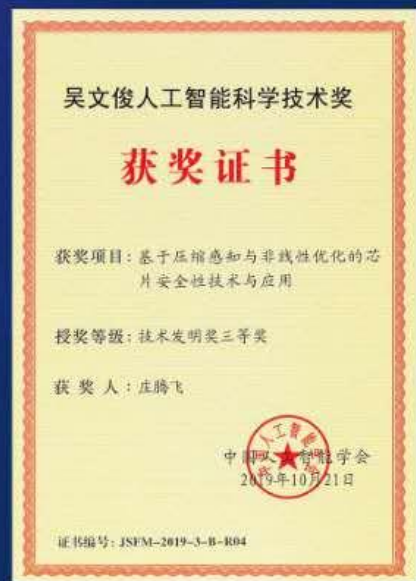 吴文俊人工智能科学技术奖
获奖证书
获奖项目：基于压缩感知与非线性优化的芯
片安全性技术与应用
授奖等级：技术发明奖三等奖
获 奖 人：庄腾飞
中国人工智能学会
2019年10月21日
证书编号：JSFM-2019-3-B-R04